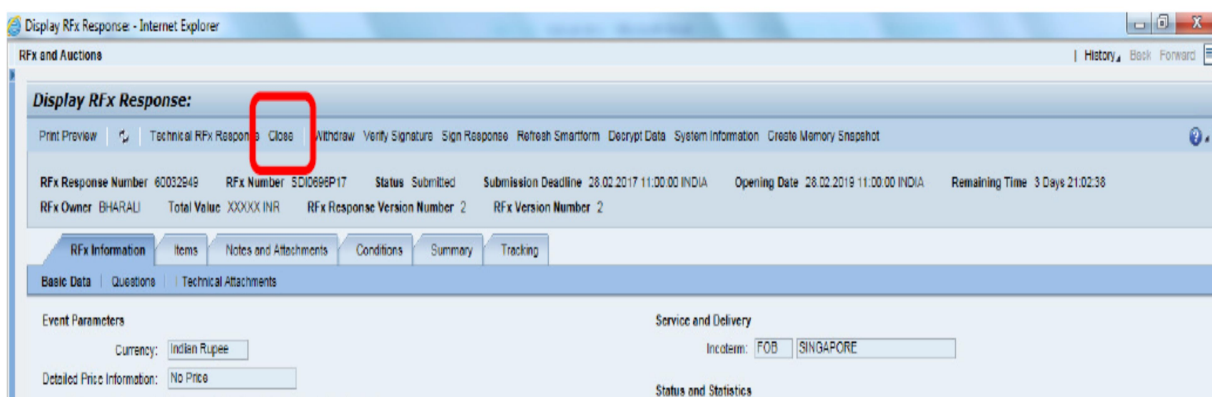 Display RFx Response: - Internet Explorer
RFx and Auctions | History Back Forward
Display RFx Response:
Print Preview Technical RFx Response Close Withdraw Verify Signature Sign Response Refresh Smartform Decrypt Data System Information Create Memory Snapshot
RFx Response Number 60032949 RFx Number SDI0696P17 Status Submitted Submission Deadline 28.02.2017 11:00:00 INDIA Opening Date 28.02.2019 11:00:00 INDIA Remaining Time 3 Days 21:02:38
RFx Owner BHARALI Total Value XXXXX INR RFx Response Version Number 2 RFx Version Number 2
RFx Information Items Notes and Attachments Conditions Summary Tracking
Basic Data | Questions | Technical Attachments
Event Parameters Service and Delivery
Currency: Indian Rupee Incoterm: FOB SINGAPORE
Detailed Price Information: No Price
Status and Statistics